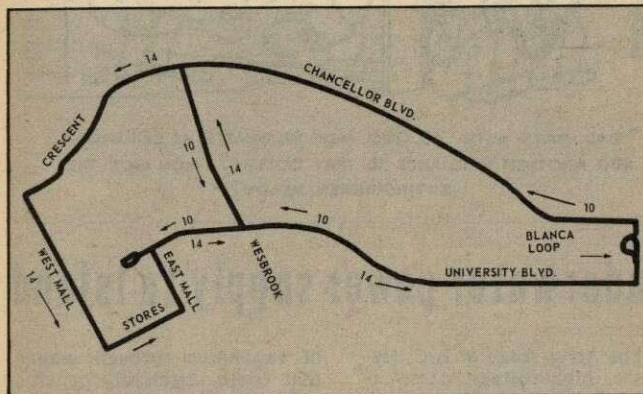 14
CHANCELLOR BLVD.
CRESCENT
10
14
10
10
10
BLANCA
LOOP
14
WESBROOK
WEST MALL
14
EAST MALL
14
UNIVERSITY BLVD.
STORES